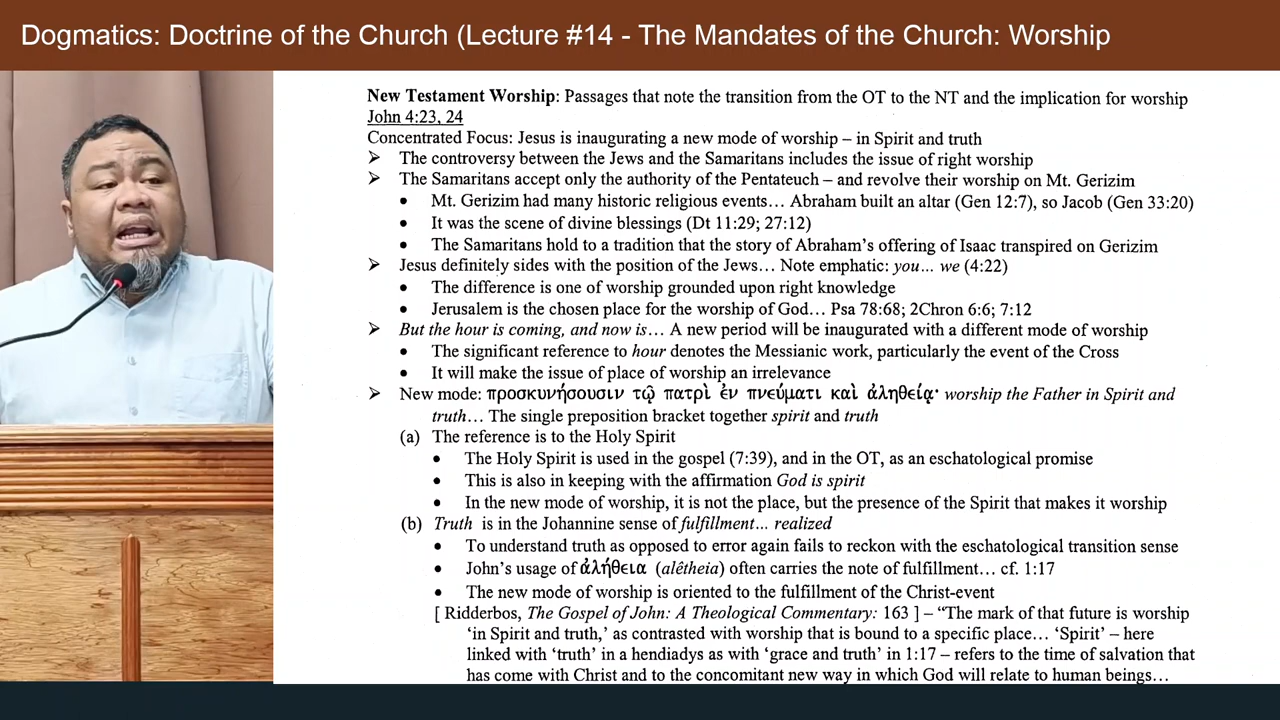 Dogmatics: Doctrine of the Church (Lecture #14 - The Mandates of the Church: Worship
New Testament Worship: Passages that note the transition from the OT to the NT and the implication for worship
John 4:23, 24
Concentrated Focus: Jesus is inaugurating a new mode of worship – in Spirit and truth
➢ The controversy between the Jews and the Samaritans includes the issue of right worship
➢ The Samaritans accept only the authority of the Pentateuch – and revolve their worship on Mt. Gerizim
• Mt. Gerizim had many historic religious events… Abraham built an altar (Gen 12:7), so Jacob (Gen 33:20)
• It was the scene of divine blessings (Dt 11:29; 27:12)
• The Samaritans hold to a tradition that the story of Abraham's offering of Isaac transpired on Gerizim
➢ Jesus definitely sides with the position of the Jews… Note emphatic: you… we (4:22)
• The difference is one of worship grounded upon right knowledge
• Jerusalem is the chosen place for the worship of God… Psa 78:68; 2Chron 6:6; 7:12
➢ But the hour is coming, and now is… A new period will be inaugurated with a different mode of worship
• The significant reference to hour denotes the Messianic work, particularly the event of the Cross
• It will make the issue of place of worship an irrelevance
➢ New mode: προσκυνήσουσιν τῷ πατρὶ ἐν πνεύματι καὶ ἀληθείᾳ· worship the Father in Spirit and
truth… The single preposition bracket together spirit and truth
(a) The reference is to the Holy Spirit
• The Holy Spirit is used in the gospel (7:39), and in the OT, as an eschatological promise
• This is also in keeping with the affirmation God is spirit
• In the new mode of worship, it is not the place, but the presence of the Spirit that makes it worship
(b) Truth is in the Johannine sense of fulfillment… realized
• To understand truth as opposed to error again fails to reckon with the eschatological transition sense
• John's usage of ἀλήθεια (alêtheia) often carries the note of fulfillment… cf. 1:17
• The new mode of worship is oriented to the fulfillment of the Christ-event
[ Ridderbos, The Gospel of John: A Theological Commentary: 163 ] – “The mark of that future is worship
‘in Spirit and truth,’ as contrasted with worship that is bound to a specific place… ‘Spirit’ – here
linked with ‘truth’ in a hendiadys as with ‘grace and truth’ in 1:17 – refers to the time of salvation that
has come with Christ and to the concomitant new way in which God will relate to human beings…